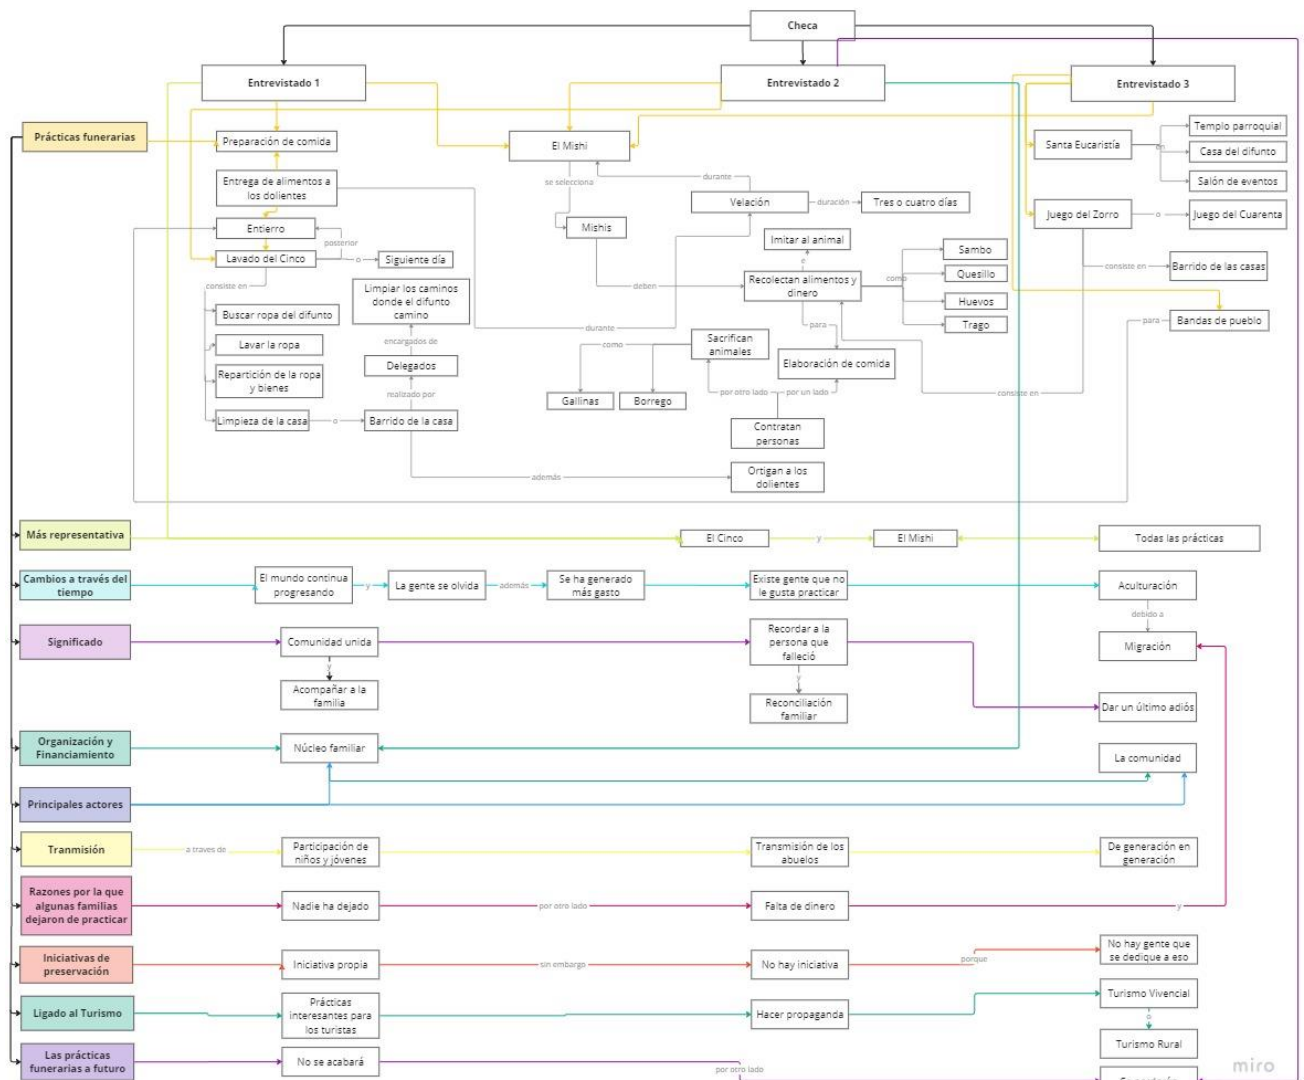 Checa
Entrevistado 1
Entrevistado 2
Entrevistado 3
Prácticas funerarias
Preparación de comida
El Mishi
Santa Eucaristía
en
Templo parroquial
Casa del difunto
Salón de eventos
Entrega de alimentos a
los dolientes
se selecciona
durante
Velación
duración
Tres o cuatro días
Entierro
posterior
Mishis
Juego del Zorro
o
Juego del Cuarenta
Lavado del Cinco
o
Siguiente día
Imitar al animal
e
Sambo
consiste en
Recolectan alimentos y
dinero
como
Quesillo
Huevos
Trago
consiste en
Barrido de las casas
Limpiar los caminos
donde el difunto
camino
deben
Buscar ropa del difunto
durante
para
para
Bandas de pueblo
Lavar la ropa
encargados de
como
Sacrifican
animales
Delegados
Elaboración de comida
Repartición de la ropa
y bienes
realizado por
Gallinas
Borrego
por otro lado
por un lado
consiste en
Limpieza de la casa
o
Barrido de la casa
Contratan
personas
además
Ortigan a los
dolientes
Más representativa
El Cinco
y
El Mishi
Todas las prácticas
Cambios a través del
tiempo
El mundo continua
progresando
y
La gente se olvida
además
Se ha generado
más gasto
Existe gente que no
le gusta practicar
Aculturación
debido a
Migración
Significado
Comunidad unida
y
Acompañar a la
familia
Recordar a la
persona que
falleció
y
Reconciliación
familiar
Dar un último adiós
Organización y
Financiamiento
Núcleo familiar
La comunidad
Principales actores
Tranmisión
a traves de
Participación de
niños y jóvenes
Transmisión de los
abuelos
De generación en
generación
Razones por la que
algunas familias
dejaron de practicar
Nadie ha dejado
por otro lado
Falta de dinero
y
Iniciativas de
preservación
Iniciativa propia
sin embargo
No hay iniciativa
porque
No hay gente que
se dedique a eso
Ligado al Turismo
Prácticas
interesantes para
los turistas
Hacer propaganda
Turismo Vivencial
o
Turismo Rural
Las prácticas
funerarias a futuro
No se acabará
por otro lado
miro